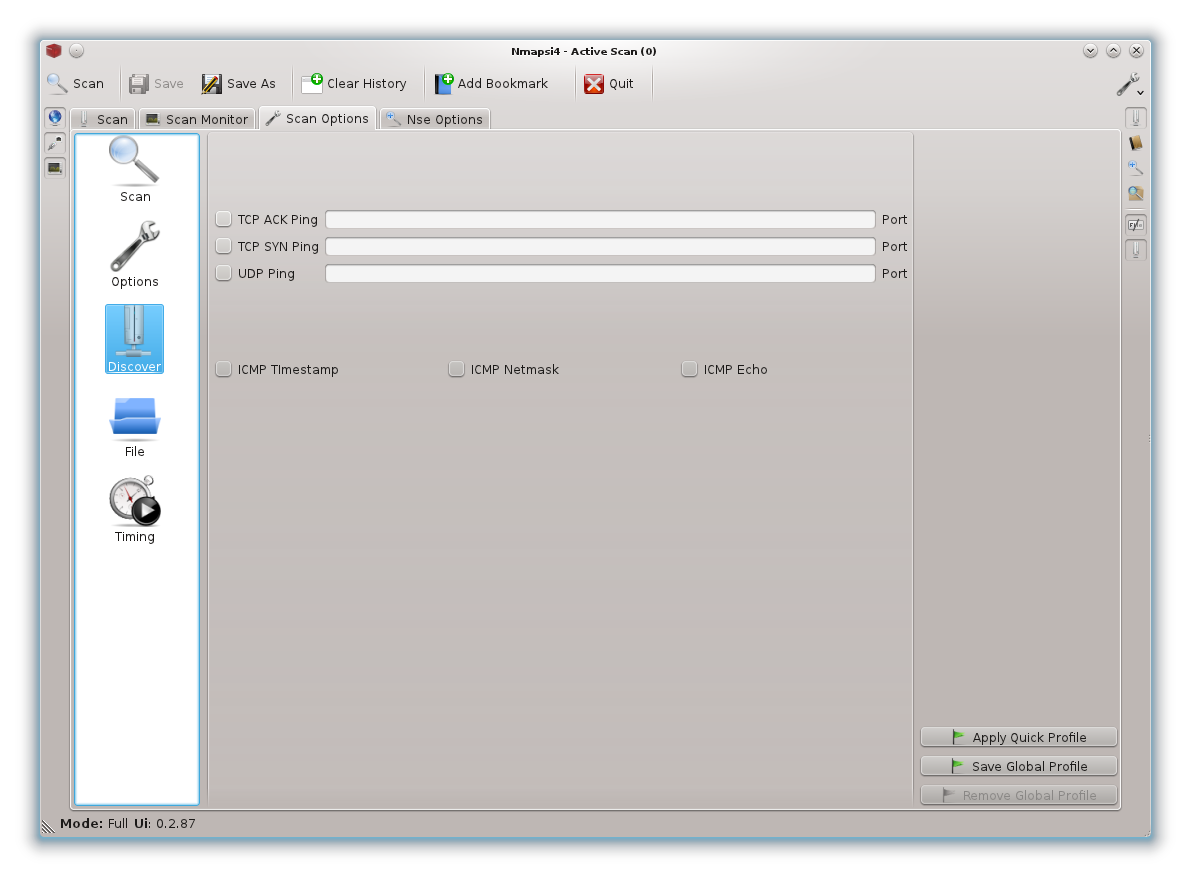 Nmapsi4 - Active Scan (0)
Scan Save Save As Clear History Add Bookmark Quit
Scan Scan Monitor Scan Options Nse Options
Scan
Options
Discover
File
Timing
TCP ACK Ping Port
TCP SYN Ping Port
UDP Ping Port
ICMP TImestamp ICMP Netmask ICMP Echo
Apply Quick Profile
Save Global Profile
Remove Global Profile
Mode: Full Ui: 0.2.87